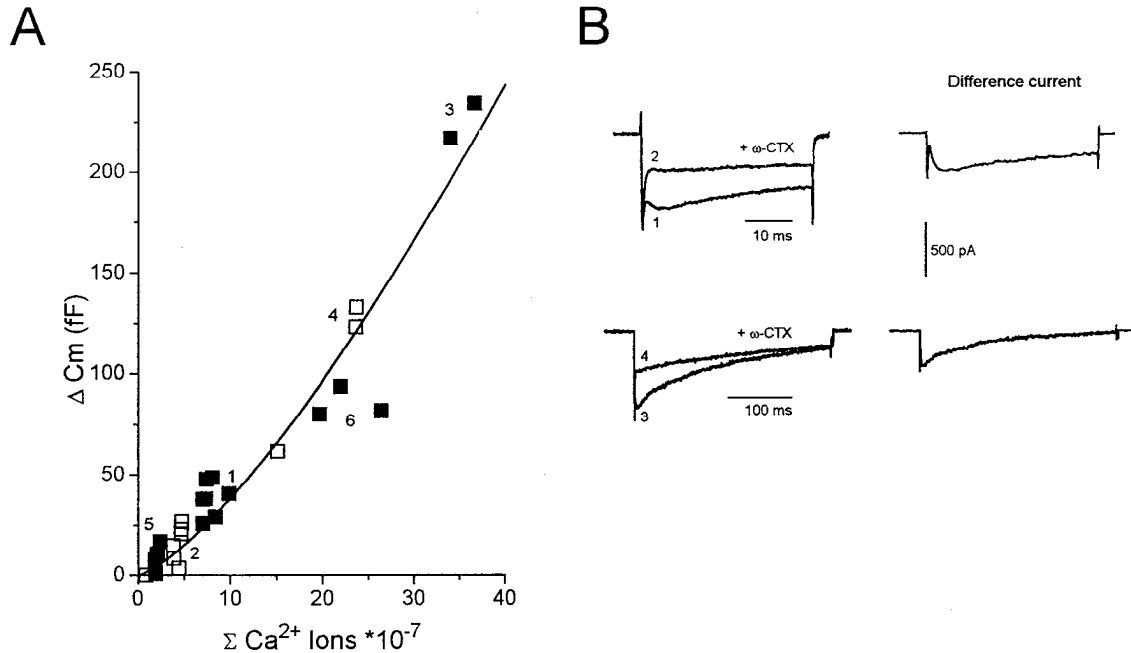 A
250
200
150
100
50
0
Δ Cm (fF)
3
4
6
1
5
2
0
10
20
30
40
Σ Ca²⁺ Ions *10⁻⁷
B
Difference current
2
+ ω-CTX
1
10 ms
500 pA
+ ω-CTX
4
3
100 ms